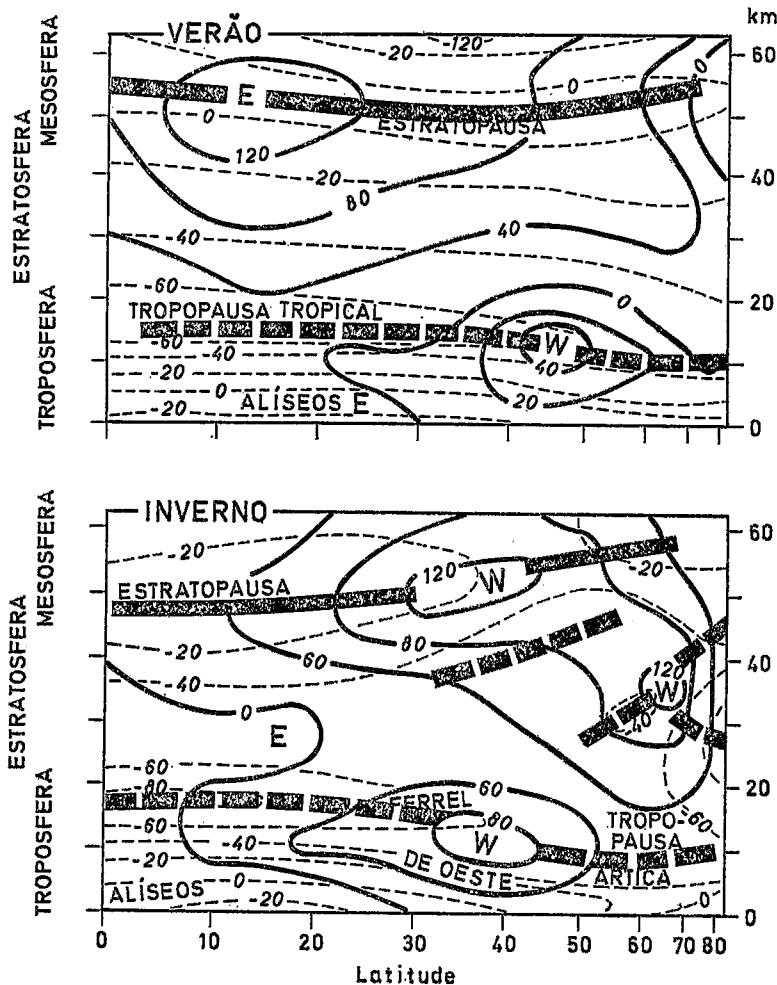 VERÃO
km
-120
-20
60
0
0
E
0
ESTRATOPAUSA
120
-20
40
80
-40
40
-60
0
20
TROPOPAUSA TROPICAL
-60
W
-40
40
-20
20
0
ALÍSEOS E
-20
0
ESTRATOSFERA
MESOSFERA
TROPOSFERA
INVERNO
60
-20
120
W
-20
ESTRATOPAUSA
80
-20
60
40
-40
120
W
0
-40
E
-60
20
-80
60
-60
FERREL
80
-60
TROPO
PAUSA
-40
W
ÁRTICA
-20
DE OESTE
0
ALÍSEOS
-20
0
0
ESTRATOSFERA
MESOSFERA
TROPOSFERA
0 10 20 30 40 50 60 70 80
Latitude